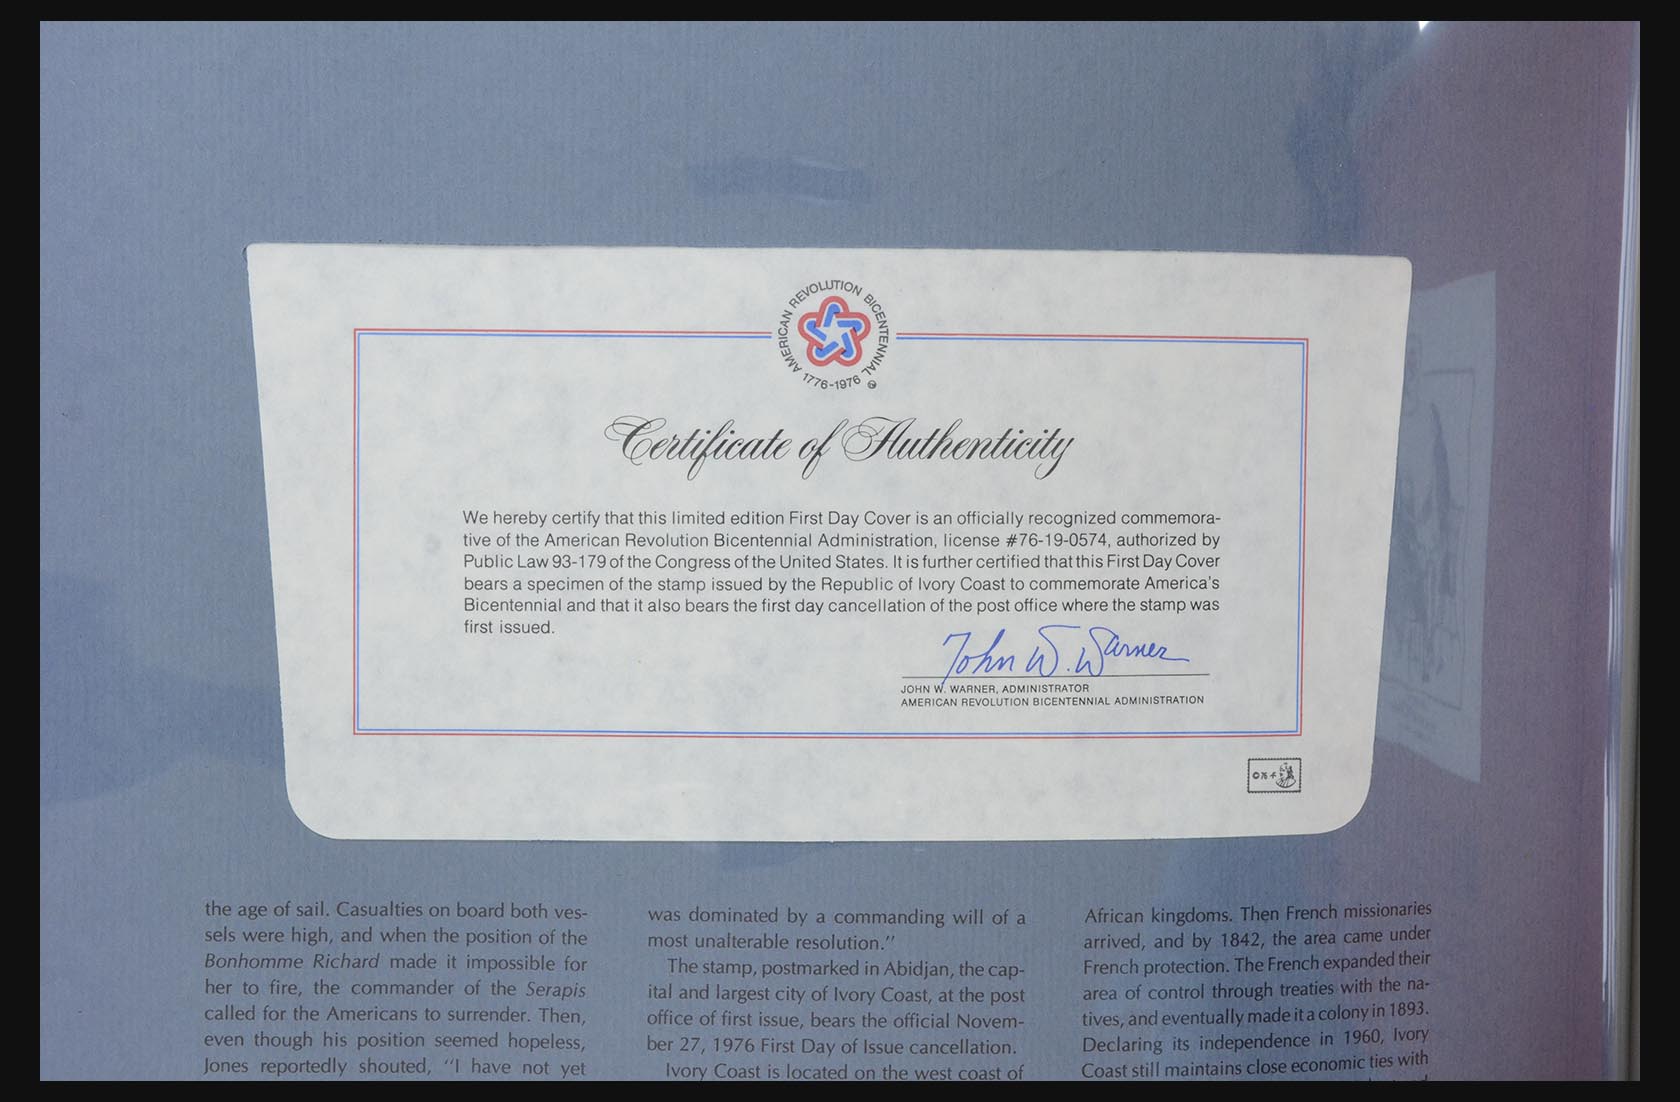 AMERICAN REVOLUTION BICENTENNIAL
1776-1976
Certificate of Authenticity
We hereby certify that this limited edition First Day Cover is an officially recognized commemora-
tive of the American Revolution Bicentennial Administration, license #76-19-0574, authorized by
Public Law 93-179 of the Congress of the United States. It is further certified that this First Day Cover
bears a specimen of the stamp issued by the Republic of Ivory Coast to commemorate America's
Bicentennial and that it also bears the first day cancellation of the post office where the stamp was
first issued.
John W. Warner
JOHN W. WARNER, ADMINISTRATOR
AMERICAN REVOLUTION BICENTENNIAL ADMINISTRATION
the age of sail. Casualties on board both ves-
sels were high, and when the position of the
Bonhomme Richard made it impossible for
her to fire, the commander of the Serapis
called for the Americans to surrender. Then,
even though his position seemed hopeless,
Jones reportedly shouted, "I have not yet
was dominated by a commanding will of a
most unalterable resolution."
The stamp, postmarked in Abidjan, the cap-
ital and largest city of Ivory Coast, at the post
office of first issue, bears the official Novem-
ber 27, 1976 First Day of Issue cancellation.
Ivory Coast is located on the west coast of
African kingdoms. Then French missionaries
arrived, and by 1842, the area came under
French protection. The French expanded their
area of control through treaties with the na-
tives, and eventually made it a colony in 1893.
Declaring its independence in 1960, Ivory
Coast still maintains close economic ties with